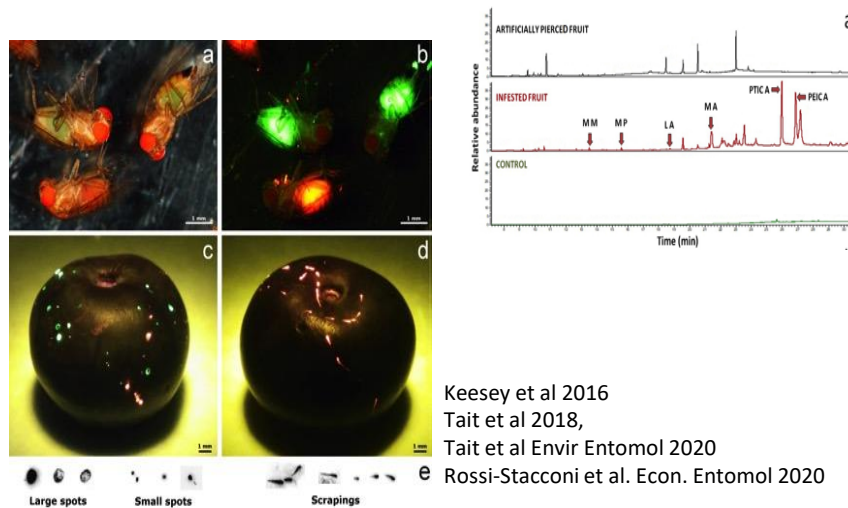 a
b
1 mm
1 mm
c
d
1 mm
1 mm
e
Large spots
Small spots
Scrapings
ARTIFICIALLY PIERCED FRUIT
a
INFESTED FRUIT
MM
MP
LA
MA
PTIC A
PEIC A
CONTROL
Relative abundance
Time (min)
Keesey et al 2016
Tait et al 2018,
Tait et al Envir Entomol 2020
Rossi-Stacconi et al. Econ. Entomol 2020